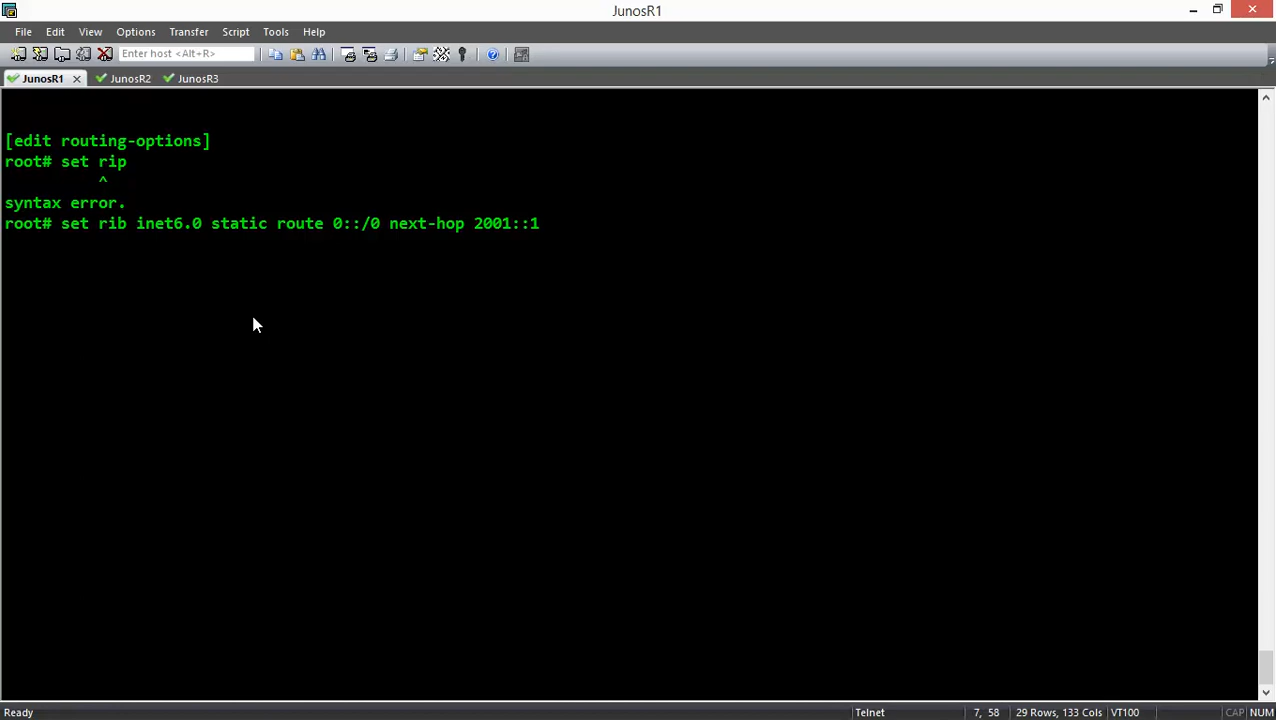 JunosR1
File Edit View Options Transfer Script Tools Help
Enter host <Alt+R>
JunosR1 JunosR2 JunosR3
[edit routing-options]
root# set rip
^
syntax error.
root# set rib inet6.0 static route 0::/0 next-hop 2001::1
Ready Telnet 7, 58 29 Rows, 133 Cols VT100 CAP NUM